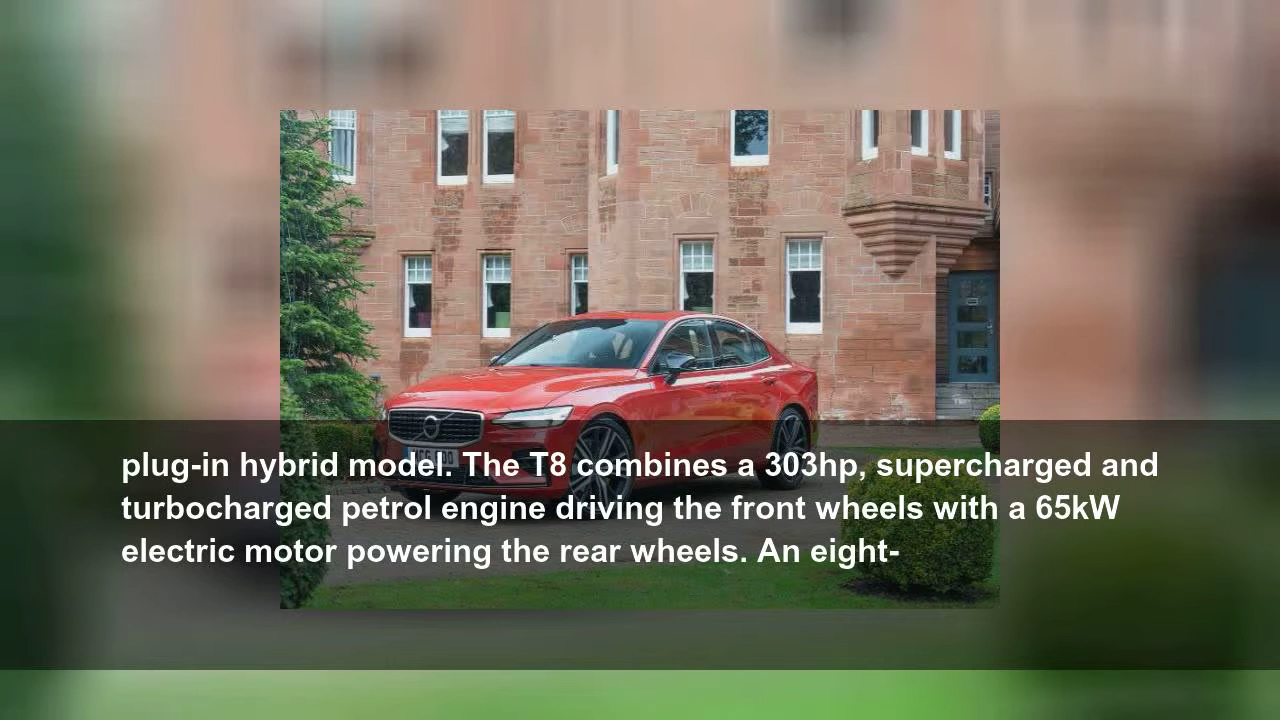 plug-in hybrid model. The T8 combines a 303hp, supercharged and
turbocharged petrol engine driving the front wheels with a 65kW
electric motor powering the rear wheels. An eight-